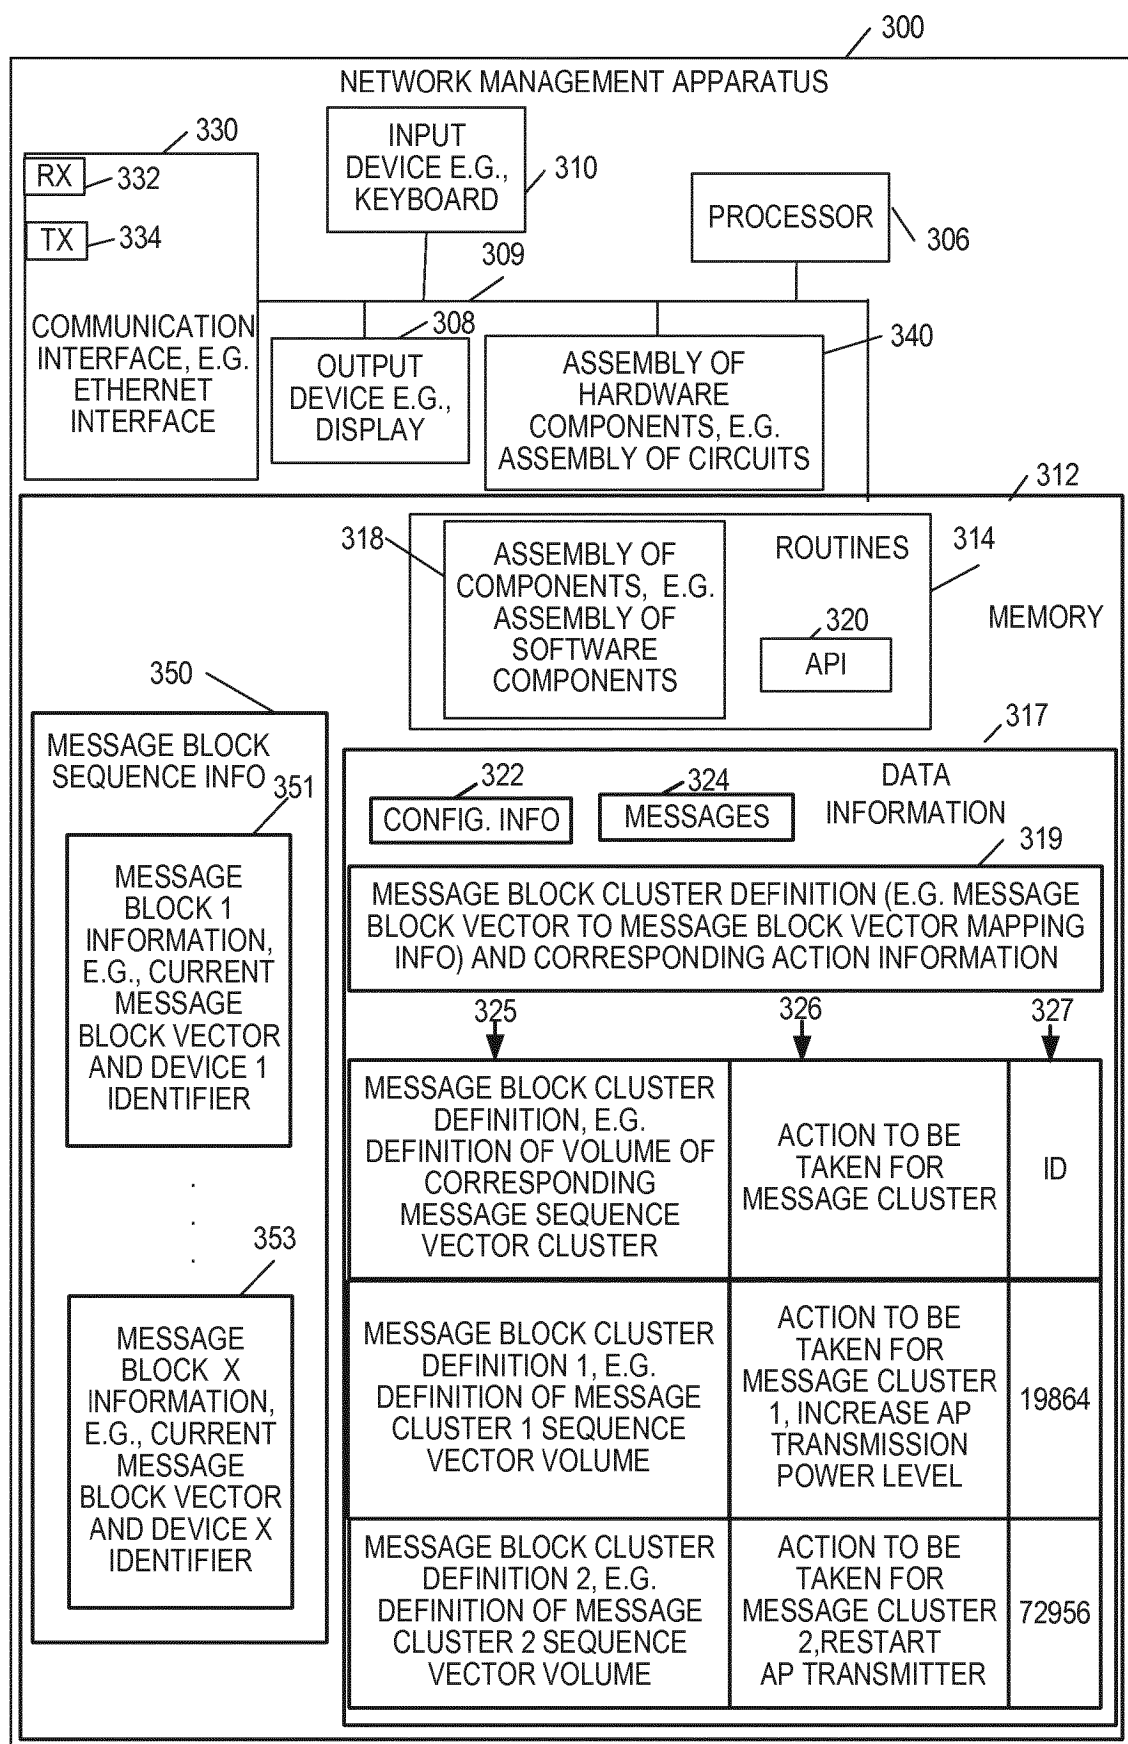 300
NETWORK MANAGEMENT APPARATUS
330
RX
332
TX
334
COMMUNICATION
INTERFACE, E.G.
ETHERNET
INTERFACE
INPUT
DEVICE E.G.,
KEYBOARD
310
PROCESSOR
306
309
308
OUTPUT
DEVICE E.G.,
DISPLAY
340
ASSEMBLY OF
HARDWARE
COMPONENTS, E.G.
ASSEMBLY OF CIRCUITS
312
318
ASSEMBLY OF
COMPONENTS, E.G.
ASSEMBLY OF
SOFTWARE
COMPONENTS
ROUTINES
314
320
API
MEMORY
350
MESSAGE BLOCK
SEQUENCE INFO
351
MESSAGE
BLOCK 1
INFORMATION,
E.G., CURRENT
MESSAGE
BLOCK VECTOR
AND DEVICE 1
IDENTIFIER
.
.
.
353
MESSAGE
BLOCK X
INFORMATION,
E.G., CURRENT
MESSAGE
BLOCK VECTOR
AND DEVICE X
IDENTIFIER
317
DATA
INFORMATION
322
CONFIG. INFO
324
MESSAGES
319
MESSAGE BLOCK CLUSTER DEFINITION (E.G. MESSAGE
BLOCK VECTOR TO MESSAGE BLOCK VECTOR MAPPING
INFO) AND CORRESPONDING ACTION INFORMATION
325
326
327
MESSAGE BLOCK CLUSTER
DEFINITION, E.G.
DEFINITION OF VOLUME OF
CORRESPONDING
MESSAGE SEQUENCE
VECTOR CLUSTER
ACTION TO BE
TAKEN FOR
MESSAGE CLUSTER
ID
MESSAGE BLOCK CLUSTER
DEFINITION 1, E.G.
DEFINITION OF MESSAGE
CLUSTER 1 SEQUENCE
VECTOR VOLUME
ACTION TO BE
TAKEN FOR
MESSAGE CLUSTER
1, INCREASE AP
TRANSMISSION
POWER LEVEL
19864
MESSAGE BLOCK CLUSTER
DEFINITION 2, E.G.
DEFINITION OF MESSAGE
CLUSTER 2 SEQUENCE
VECTOR VOLUME
ACTION TO BE
TAKEN FOR
MESSAGE CLUSTER
2,RESTART
AP TRANSMITTER
72956